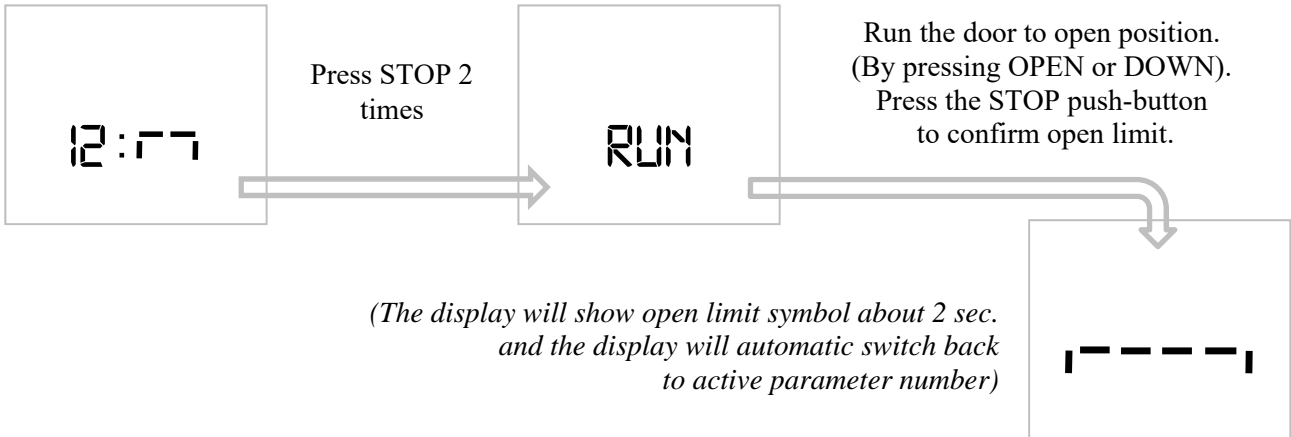 Run the door to open position.
(By pressing OPEN or DOWN).
Press the STOP push-button
to confirm open limit.
Press STOP 2
times
12:
RUN
(The display will show open limit symbol about 2 sec.
and the display will automatic switch back
to active parameter number)